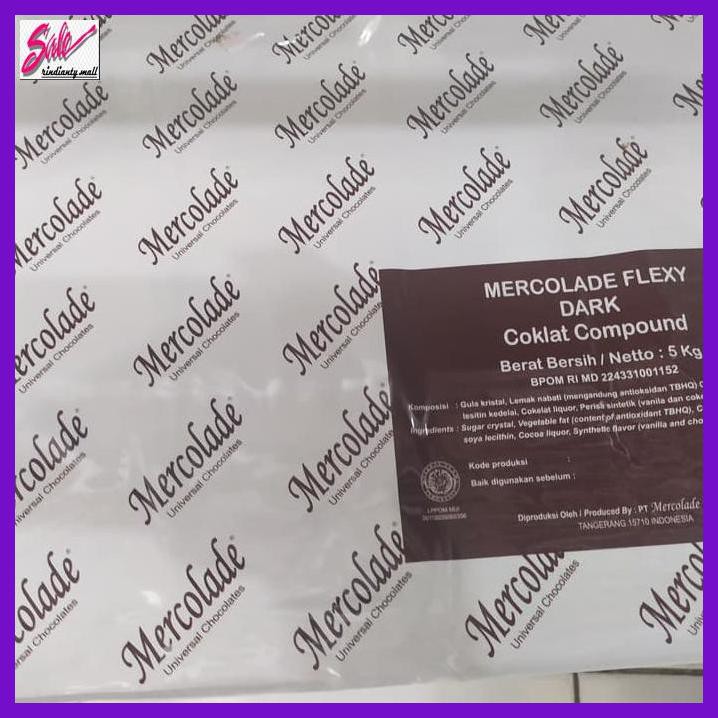 Sale
rindianty.mall
Mercolade
Universal Chocolates
MERCOLADE FLEXY
DARK
Coklat Compound
Berat Bersih / Netto : 5 Kg
BPOM RI MD 224331001152
Komposisi : Gula kristal, Lemak nabati (mengandung antioksidan TBHQ)
lesitin kedelai, Cokelat liquor, Perisa sintetik (vanila dan
Ingredients : Sugar crystal, Vegetable fat (content of antioxidant TBHQ),
soya lecithin, Cocoa liquor, Synthetic flavor (vanilla and
Kode produksi :
Baik digunakan sebelum :
LPPOM MUI
Diproduksi Oleh / Produced By : PT Mercolade
TANGERANG 15710 INDONESIA